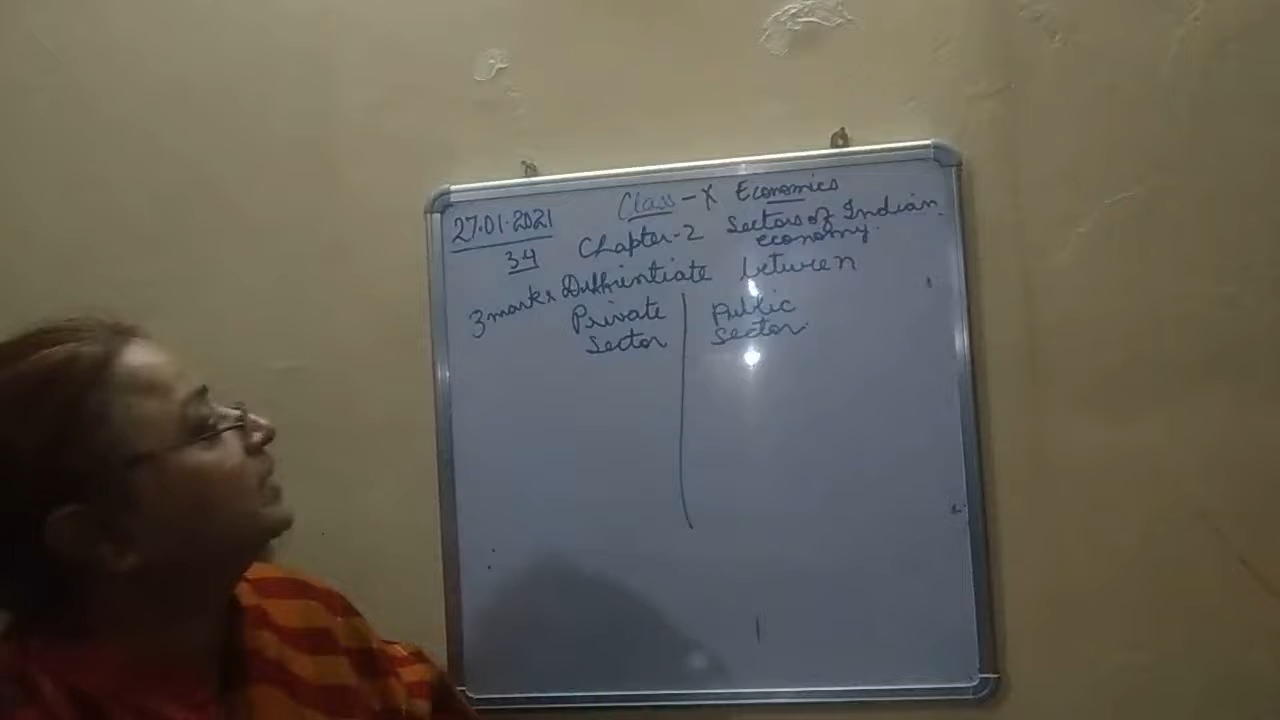 Class - X Economics
27.01.2021
Chapter-2 Sectors of Indian
economy.
34
3 marks Differentiate between
Private
Sector
Public
Sector.